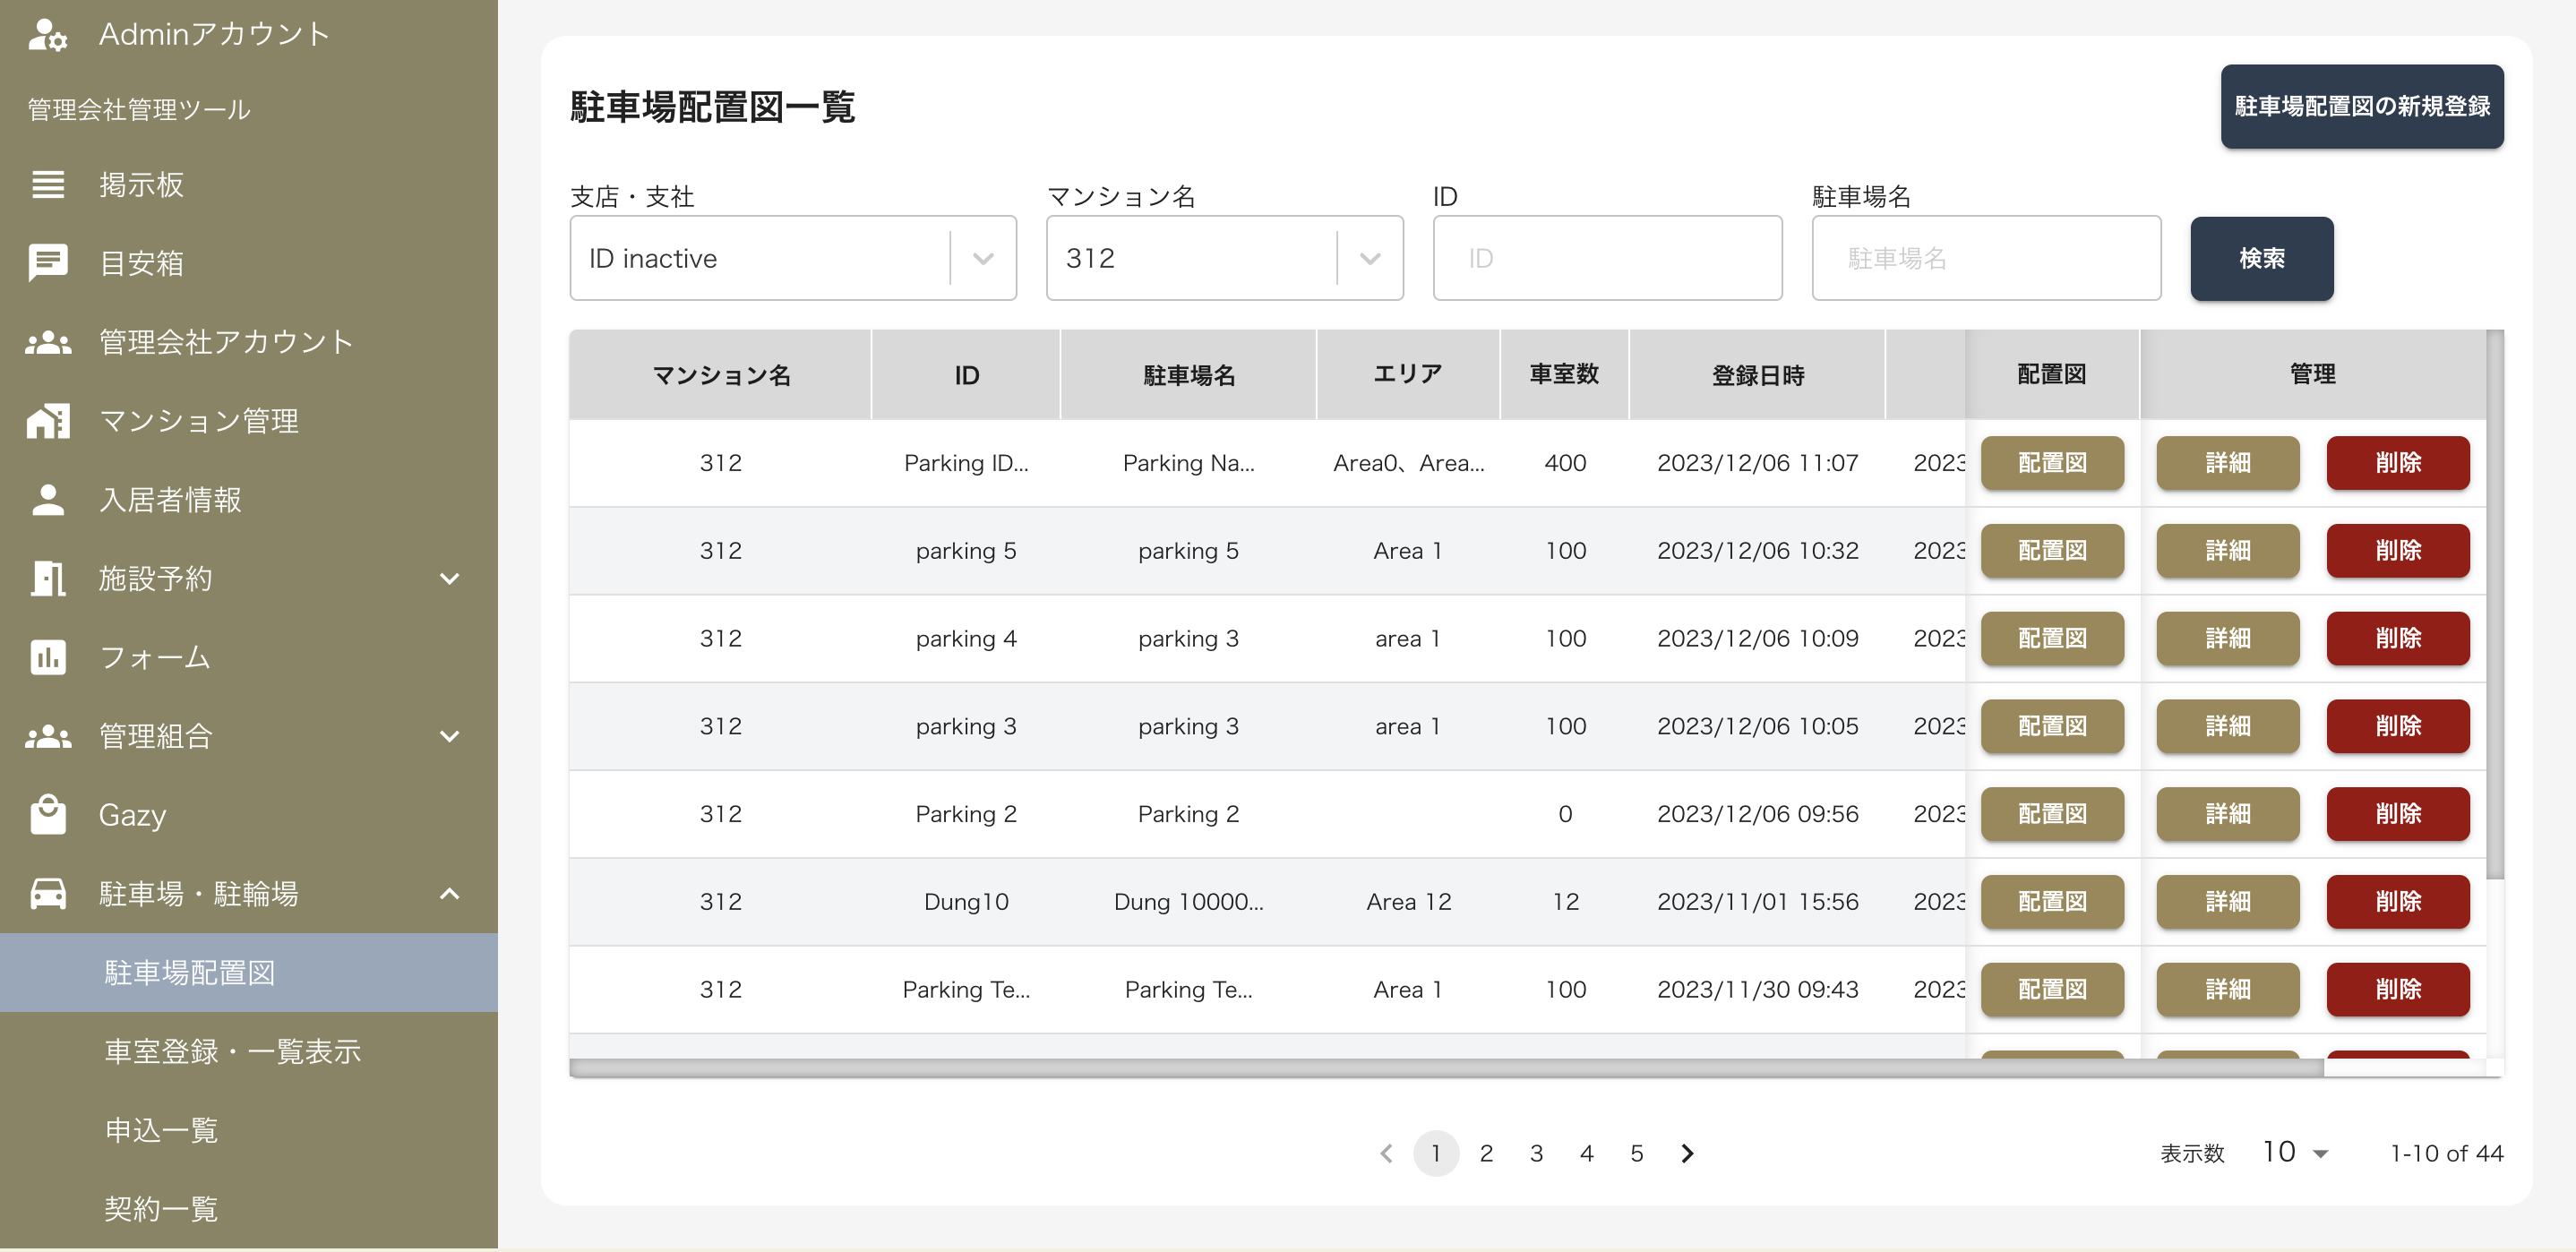 Adminアカウント
管理会社管理ツール
掲示板
目安箱
管理会社アカウント
マンション管理
入居者情報
施設予約
フォーム
管理組合
Gazy
駐車場・駐輪場
駐車場配置図
車室登録・一覧表示
申込一覧
契約一覧
駐車場配置図一覧
駐車場配置図の新規登録
支店・支社 マンション名 ID 駐車場名
ID inactive 312 ID 駐車場名 検索
マンション名 ID 駐車場名 エリア 車室数 登録日時 配置図 管理
312 Parking ID... Parking Na... Area0、Area... 400 2023/12/06 11:07 2023 配置図 詳細 削除
312 parking 5 parking 5 Area 1 100 2023/12/06 10:32 2023 配置図 詳細 削除
312 parking 4 parking 3 area 1 100 2023/12/06 10:09 2023 配置図 詳細 削除
312 parking 3 parking 3 area 1 100 2023/12/06 10:05 2023 配置図 詳細 削除
312 Parking 2 Parking 2 0 2023/12/06 09:56 2023 配置図 詳細 削除
312 Dung10 Dung 10000... Area 12 12 2023/11/01 15:56 2023 配置図 詳細 削除
312 Parking Te... Parking Te... Area 1 100 2023/11/30 09:43 2023 配置図 詳細 削除
1 2 3 4 5 表示数 10 1-10 of 44